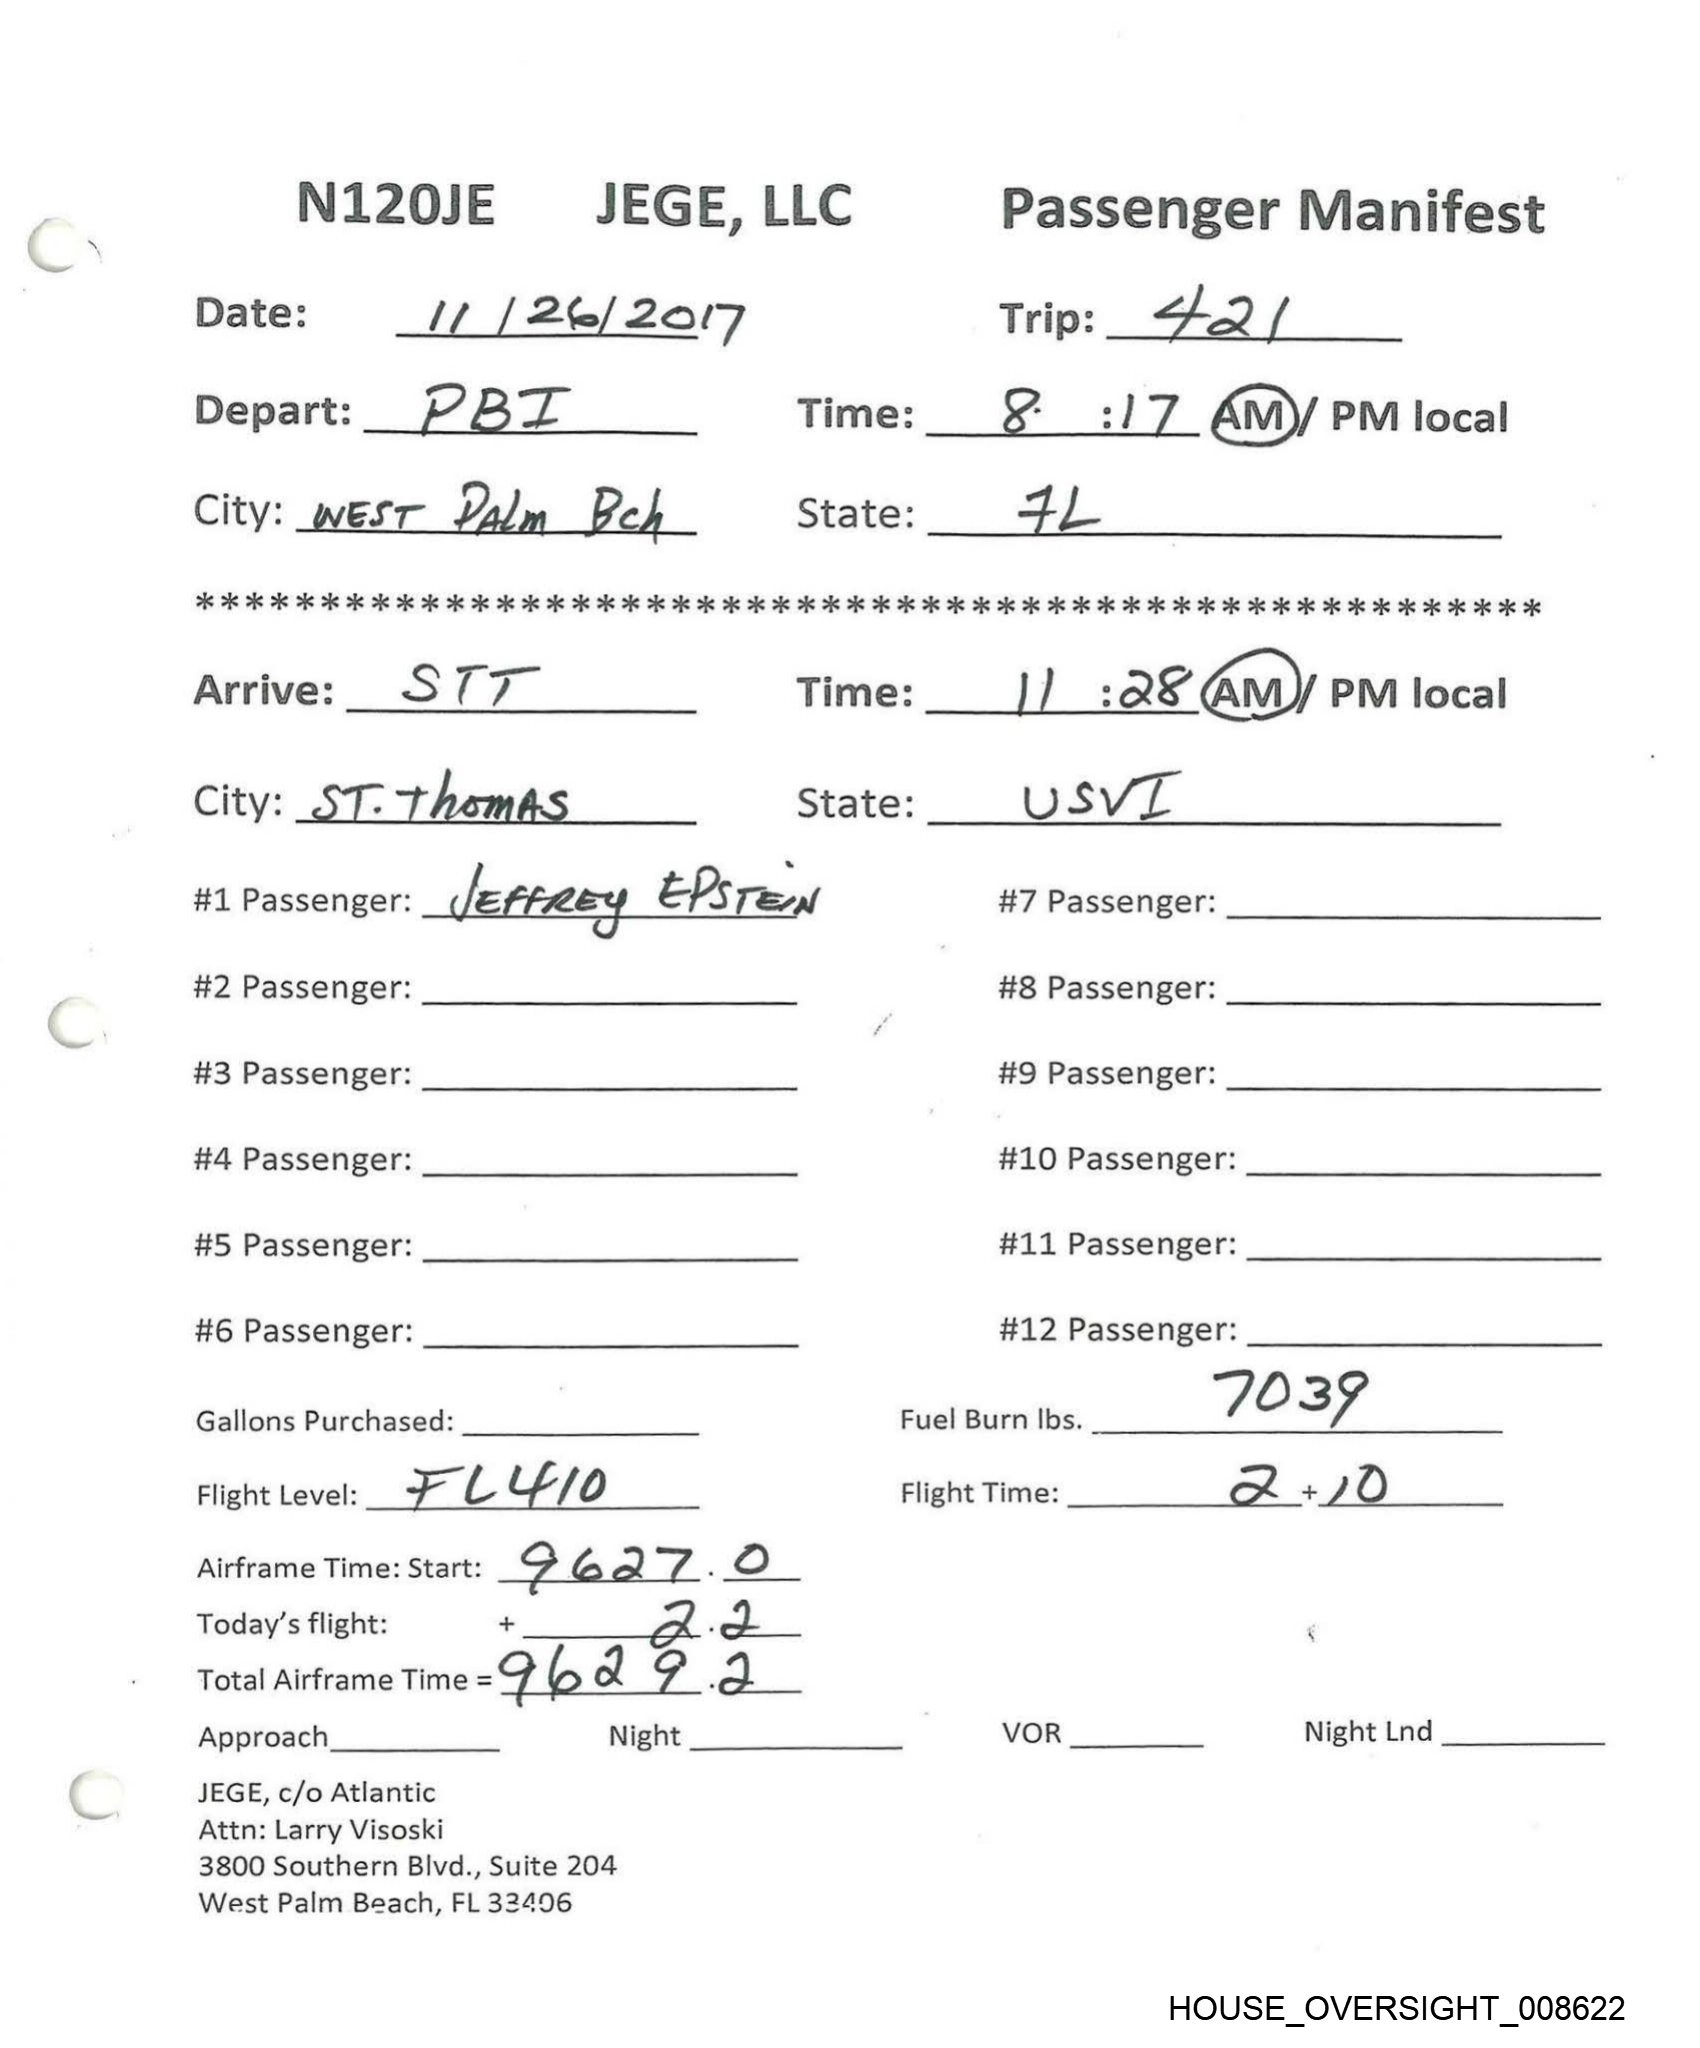 N120JE JEGE, LLC Passenger Manifest
Date: 11/26/2017 Trip: 421
Depart: PBI Time: 8 :17 AM / PM local
City: WEST PALM Bch State: FL
******************************************************
Arrive: STT Time: 11 :28 AM / PM local
City: ST. Thomas State: USVI
#1 Passenger: JEFFREY EPSTEIN #7 Passenger:
#2 Passenger: #8 Passenger:
#3 Passenger: #9 Passenger:
#4 Passenger: #10 Passenger:
#5 Passenger: #11 Passenger:
#6 Passenger: #12 Passenger:
Gallons Purchased: Fuel Burn lbs. 7039
Flight Level: FL410 Flight Time: 2 + 10
Airframe Time: Start: 9627.0
Today's flight: + 2.2
Total Airframe Time = 9629.2
Approach Night VOR Night Lnd
JEGE, c/o Atlantic
Attn: Larry Visoski
3800 Southern Blvd., Suite 204
West Palm Beach, FL 33406
HOUSE_OVERSIGHT_008622